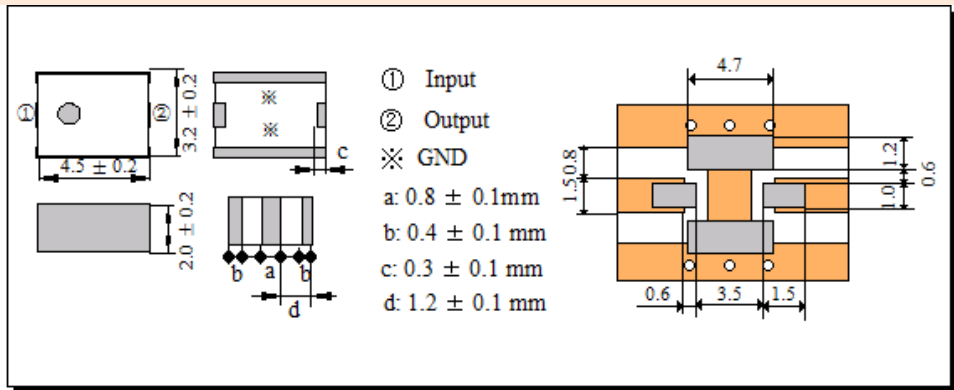 ① ②
3.2 ± 0.2
4.5 ± 0.2
※
※
c
2.0 ± 0.2
b a b
d
① Input
② Output
※ GND
a: 0.8 ± 0.1mm
b: 0.4 ± 0.1 mm
c: 0.3 ± 0.1 mm
d: 1.2 ± 0.1 mm
4.7
0.8
1.5
1.2
0.6
1.0
0.6 3.5 1.5